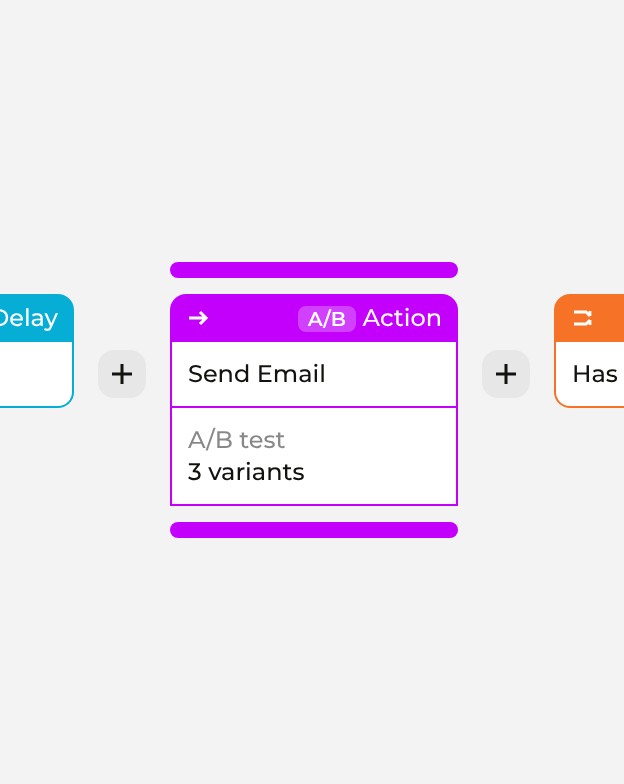 Delay
A/B Action
Send Email
A/B test
3 variants
Has